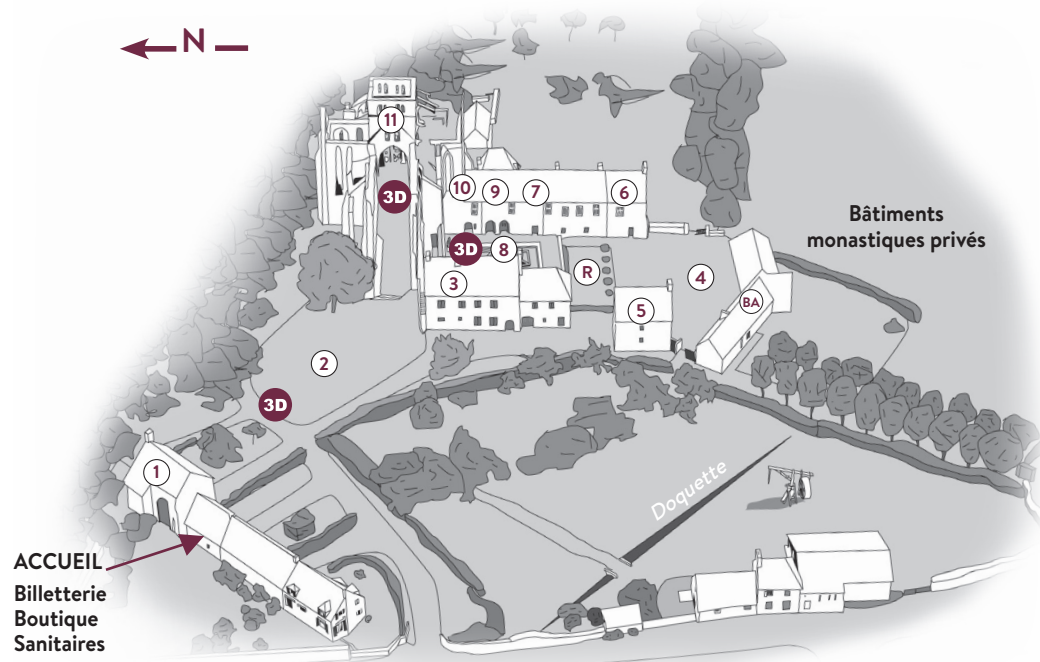 N
11
3D
10
9
7
6
Bâtiments
monastiques privés
3D
8
3
R
4
BA
5
2
3D
1
Doquette
ACCUEIL
Billetterie
Boutique
Sanitaires